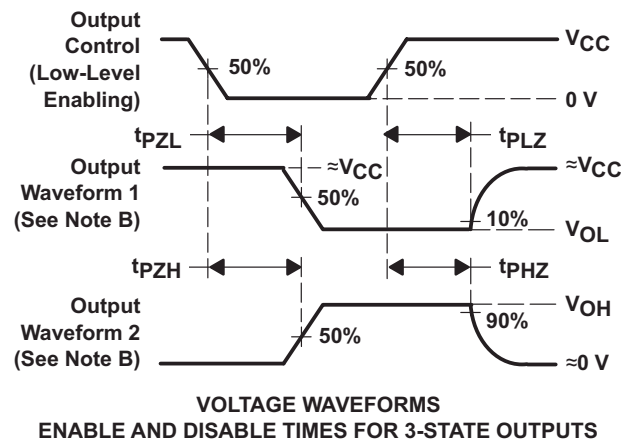 Output
Control
(Low-Level
Enabling)
50%
50%
VCC
0 V
tPZL
tPLZ
Output
Waveform 1
(See Note B)
≈VCC
50%
≈VCC
10%
VOL
tPZH
tPHZ
Output
Waveform 2
(See Note B)
50%
VOH
90%
≈0 V
VOLTAGE WAVEFORMS
ENABLE AND DISABLE TIMES FOR 3-STATE OUTPUTS